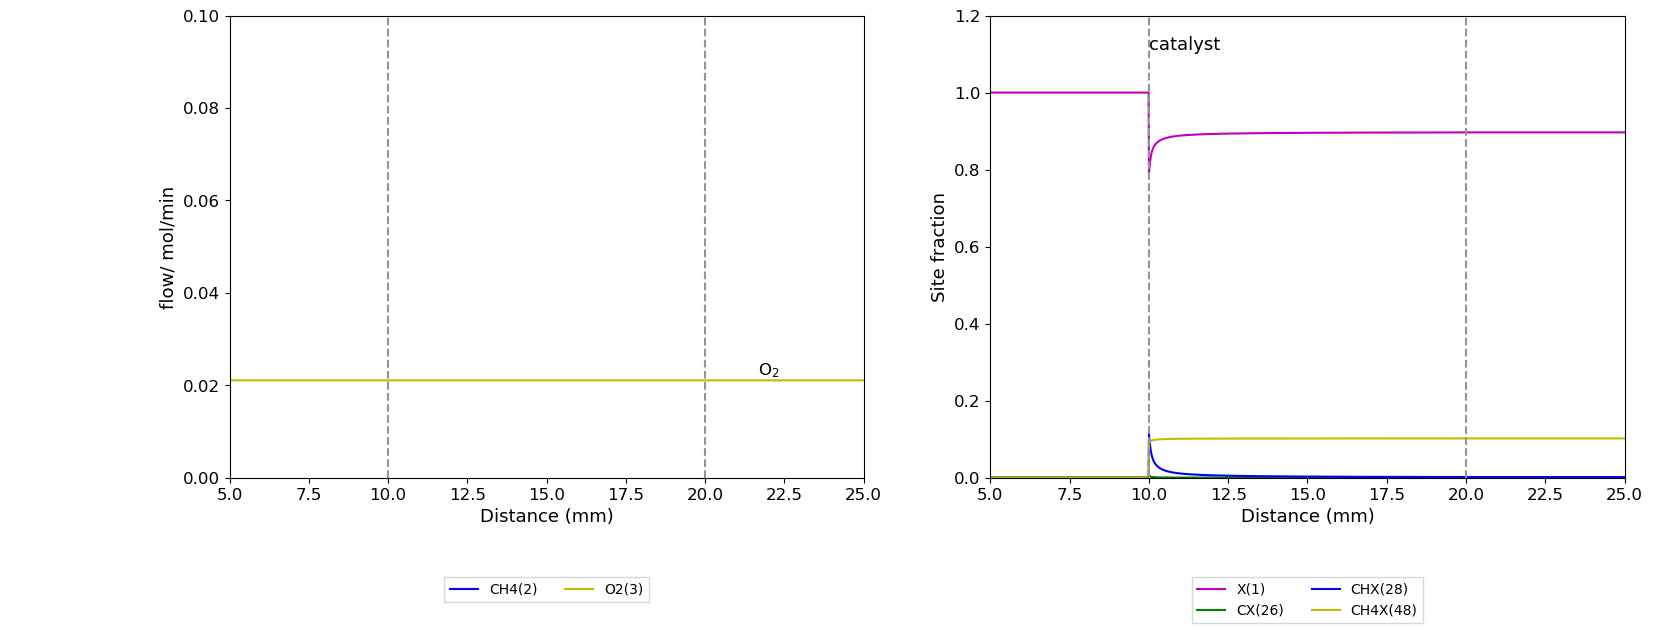 0.10
0.08
0.06
0.04
0.02
0.00
flow/ mol/min
O2
5.0 7.5 10.0 12.5 15.0 17.5 20.0 22.5 25.0
Distance (mm)
CH4(2) O2(3)
1.2
1.0
0.8
0.6
0.4
0.2
0.0
Site fraction
catalyst
5.0 7.5 10.0 12.5 15.0 17.5 20.0 22.5 25.0
Distance (mm)
X(1) CHX(28)
CX(26) CH4X(48)